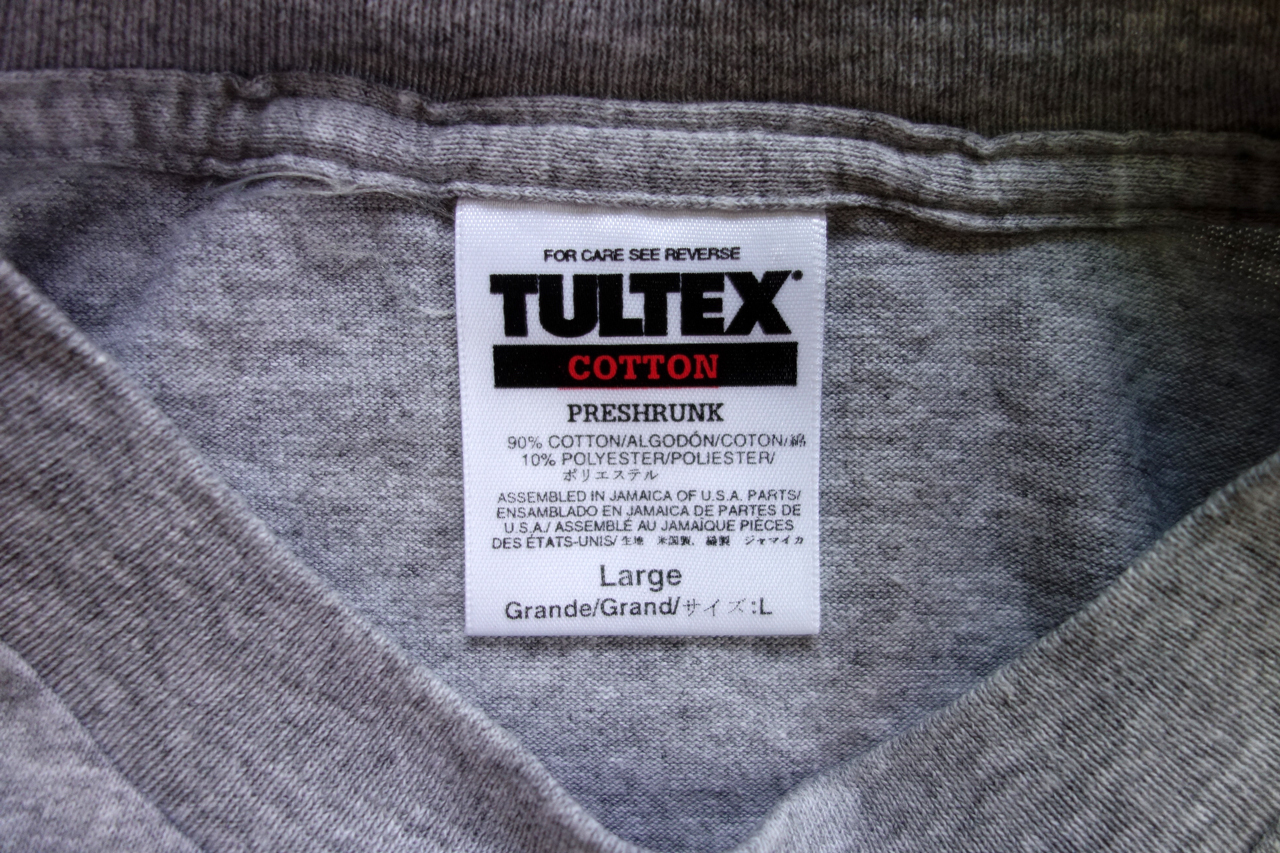 FOR CARE SEE REVERSE
TULTEX
COTTON
PRESHRUNK
90% COTTON/ALGODÓN/COTON/綿
10% POLYESTER/POLIESTER/
ポリエステル
ASSEMBLED IN JAMAICA OF U.S.A. PARTS/
ENSAMBLADO EN JAMAICA DE PARTES DE
U.S.A./ ASSEMBLÉ AU JAMAÏQUE PIÈCES
DES ÉTATS-UNIS/ 生地 米国製、縫製 ジャマイカ
Large
Grande/Grand/サイズ:L